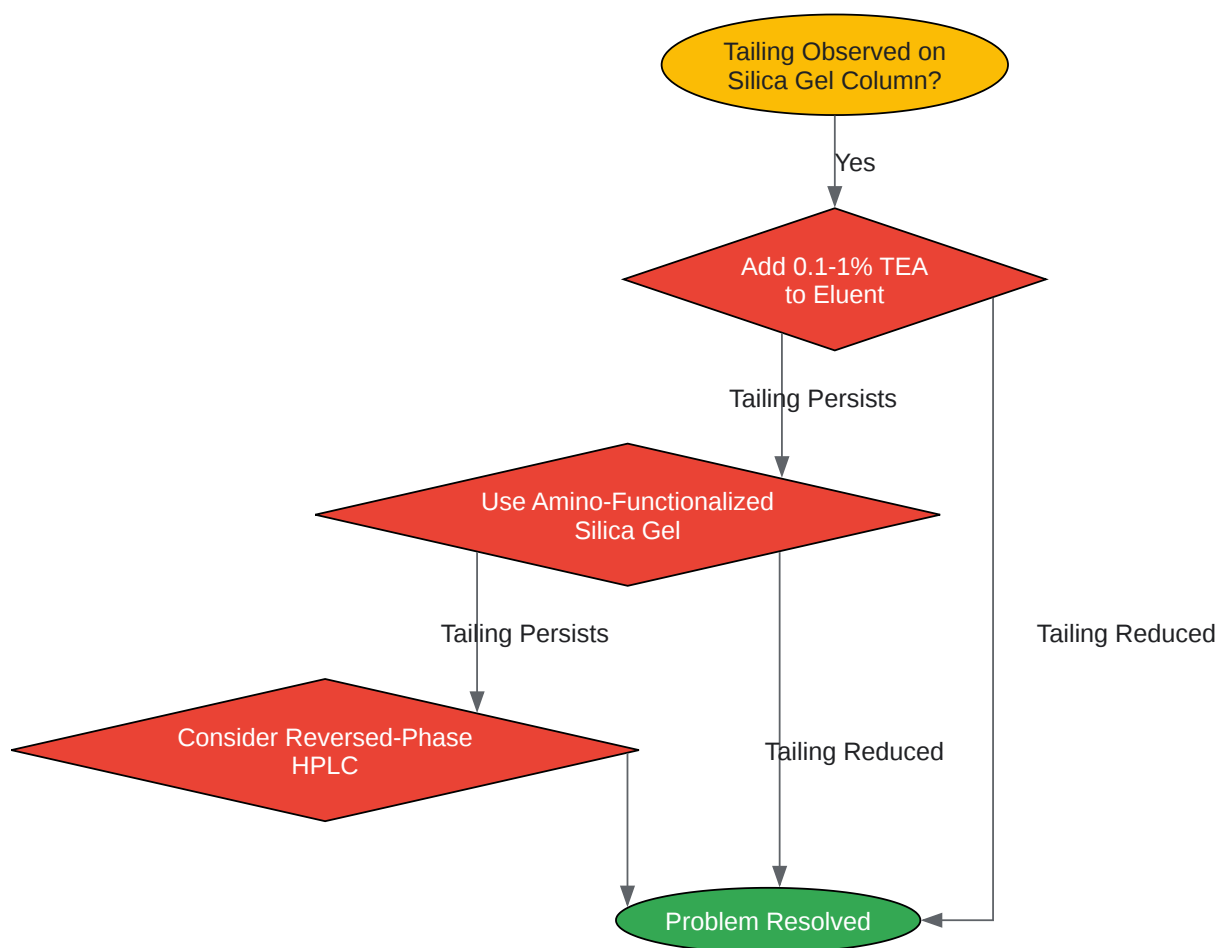 Tailing Observed on
Silica Gel Column?
Yes
Add 0.1-1% TEA
to Eluent
Tailing Persists
Use Amino-Functionalized
Silica Gel
Tailing Persists
Tailing Reduced
Consider Reversed-Phase
HPLC
Tailing Reduced
Problem Resolved